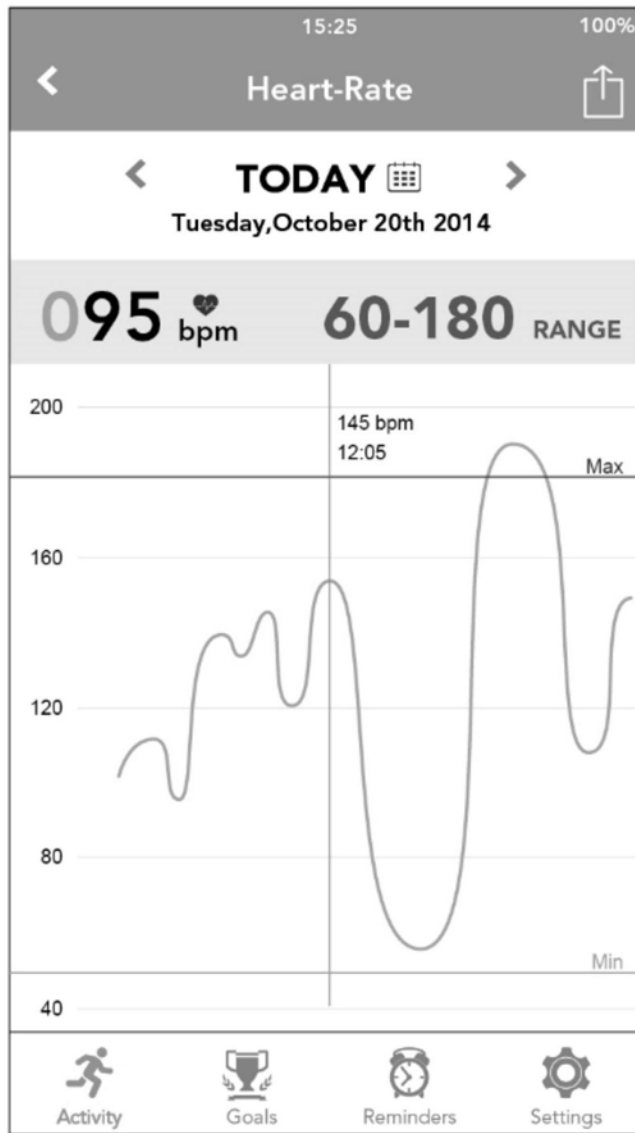 15:25 100%
Heart-Rate
TODAY
Tuesday,October 20th 2014
095 bpm 60-180 RANGE
200
145 bpm
12:05
Max
160
120
80
Min
40
Activity Goals Reminders Settings